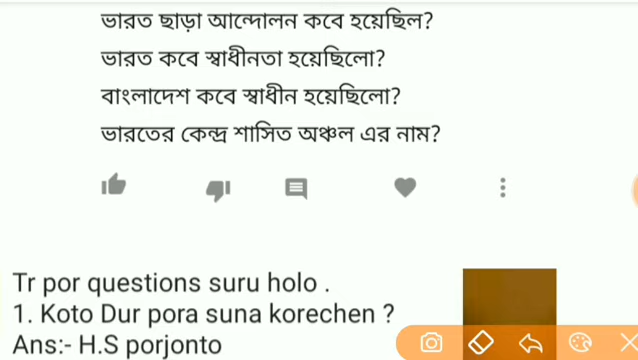 ভারত ছাড়া আন্দোলন কবে হয়েছিল?
ভারত কবে স্বাধীনতা হয়েছিলো?
বাংলাদেশ কবে স্বাধীন হয়েছিলো?
ভারতের কেন্দ্র শাসিত অঞ্চল এর নাম?
Tr por questions suru holo .
1. Koto Dur pora suna korechen ?
Ans:- H.S porjonto